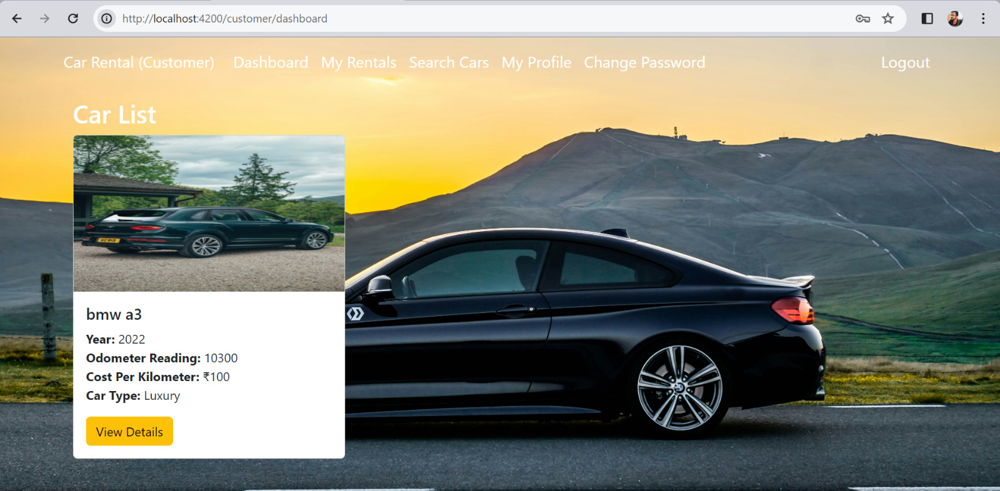 http://localhost:4200/customer/dashboard
Car Rental (Customer) Dashboard My Rentals Search Cars My Profile Change Password Logout
Car List
bmw a3
Year: 2022
Odometer Reading: 10300
Cost Per Kilometer: ₹100
Car Type: Luxury
View Details